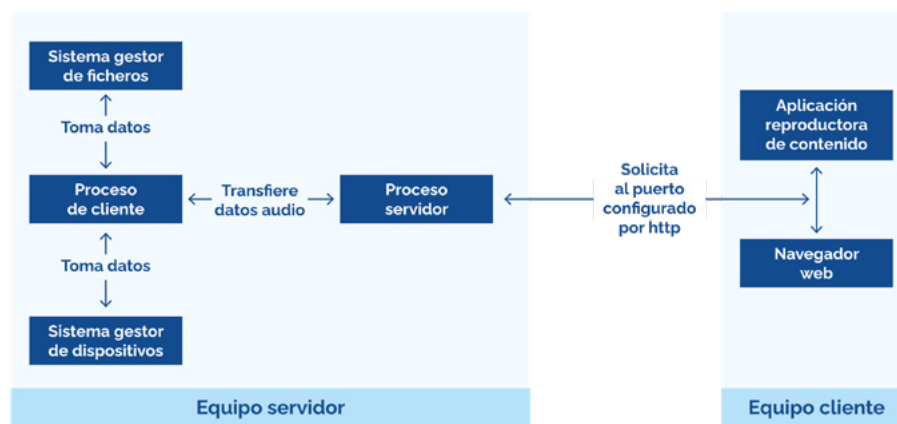 Sistema gestor
de ficheros
Toma datos
Proceso
de cliente
Transfiere
datos audio
Proceso
servidor
Toma datos
Sistema gestor
de dispositivos
Equipo servidor
Solicita
al puerto
configurado
por http
Aplicación
reproductora
de contenido
Navegador
web
Equipo cliente